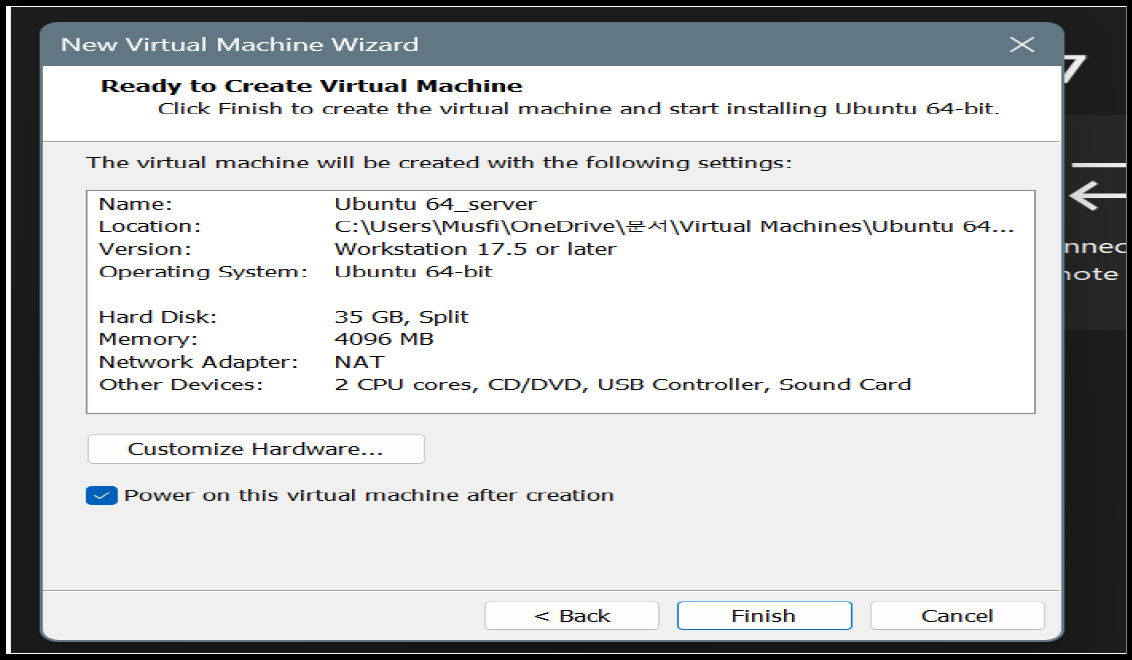 New Virtual Machine Wizard
Ready to Create Virtual Machine
Click Finish to create the virtual machine and start installing Ubuntu 64-bit.
The virtual machine will be created with the following settings:
Name: Ubuntu 64_server
Location: C:\Users\Musfi\OneDrive\문서\Virtual Machines\Ubuntu 64...
Version: Workstation 17.5 or later
Operating System: Ubuntu 64-bit
Hard Disk: 35 GB, Split
Memory: 4096 MB
Network Adapter: NAT
Other Devices: 2 CPU cores, CD/DVD, USB Controller, Sound Card
Customize Hardware...
Power on this virtual machine after creation
< Back Finish Cancel